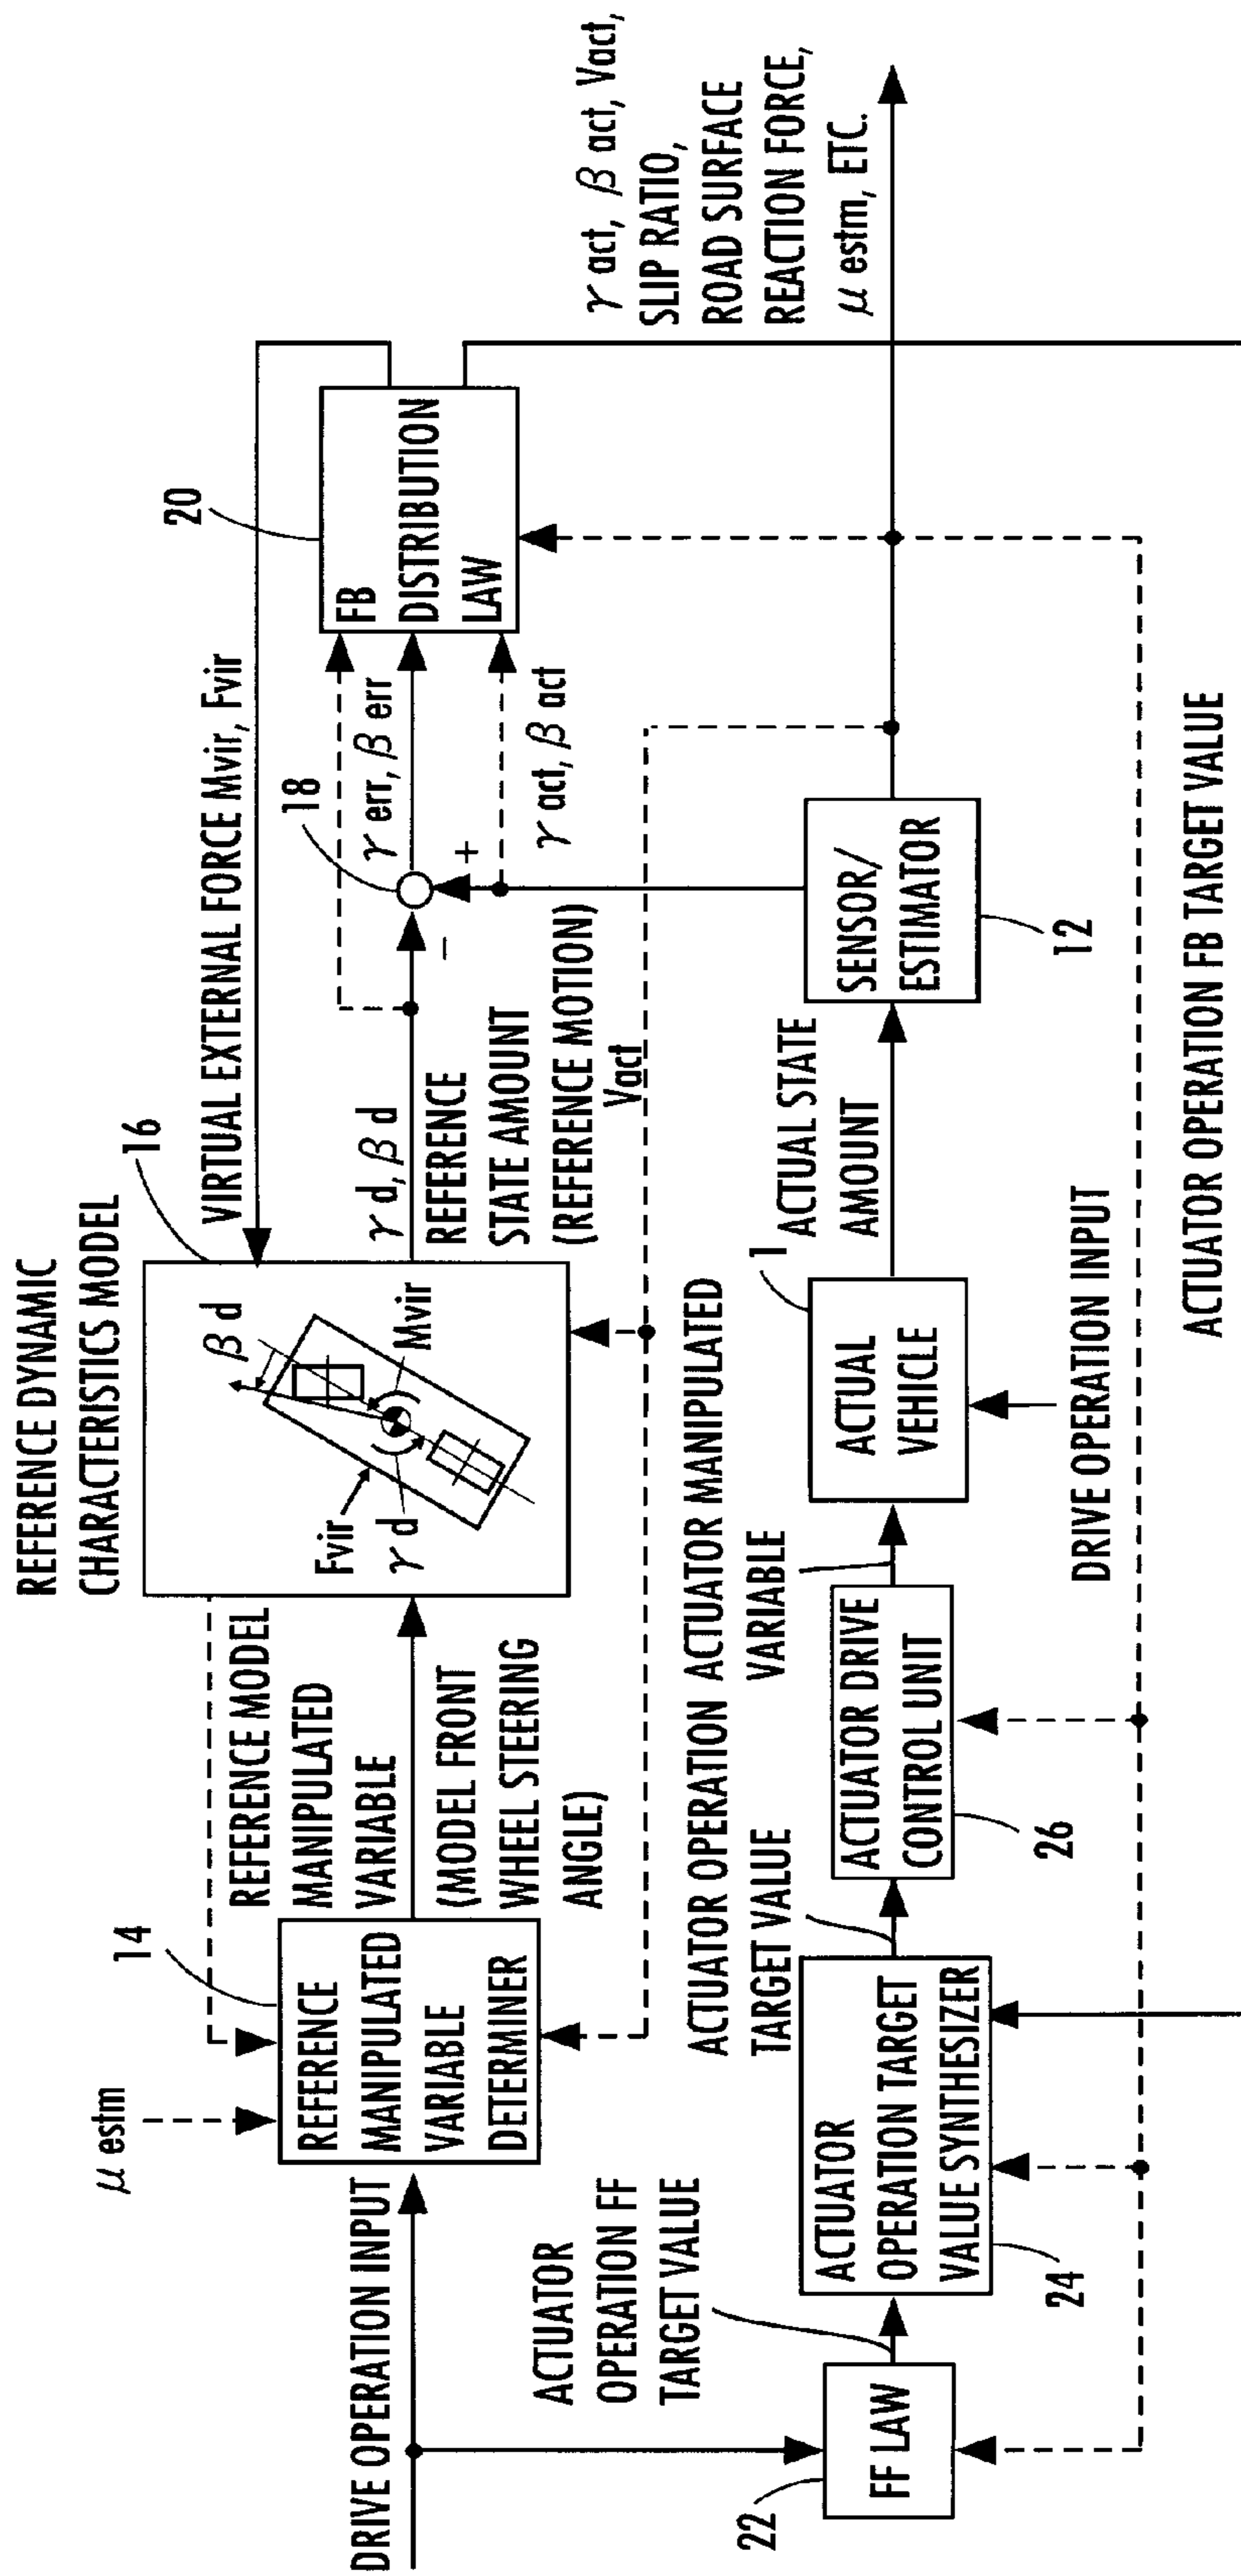 REFERENCE DYNAMIC
CHARACTERISTICS MODEL
16
VIRTUAL EXTERNAL FORCE Mvir, Fvir
20
FB
DISTRIBUTION
LAW
β d
Mvir
Fvir
γ d
14
μ estm
REFERENCE
MANIPULATED
VARIABLE
DETERMINER
DRIVE OPERATION INPUT
REFERENCE MODEL
MANIPULATED
VARIABLE
(MODEL FRONT
WHEEL STEERING
ANGLE)
γ d, β d
REFERENCE
STATE AMOUNT
(REFERENCE MOTION)
Vact
18
−
+
γ err, β err
γ act, β act
γ act, β act, Vact,
SLIP RATIO,
ROAD SURFACE
REACTION FORCE,
μ estm, ETC.
ACTUATOR
OPERATION FF
TARGET VALUE
22
FF LAW
ACTUATOR
OPERATION TARGET
VALUE SYNTHESIZER
24
ACTUATOR OPERATION
TARGET VALUE
ACTUATOR DRIVE
CONTROL UNIT
26
ACTUATOR MANIPULATED
VARIABLE
1
ACTUAL
VEHICLE
DRIVE OPERATION INPUT
ACTUAL STATE
AMOUNT
SENSOR/
ESTIMATOR
12
ACTUATOR OPERATION FB TARGET VALUE